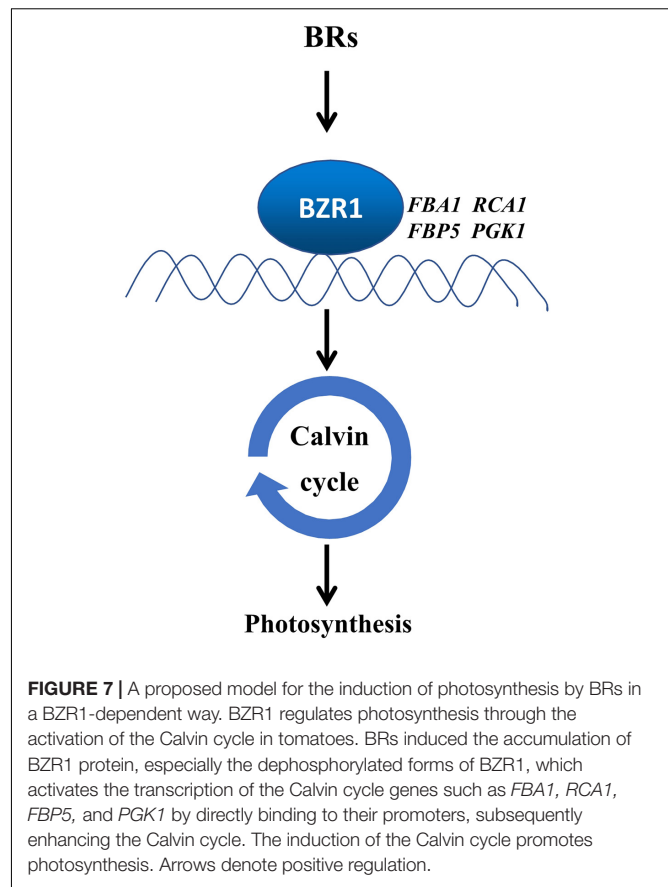 BRs
BZR1
FBA1 RCA1
FBP5 PGK1
Calvin
cycle
Photosynthesis
FIGURE 7 | A proposed model for the induction of photosynthesis by BRs in
a BZR1-dependent way. BZR1 regulates photosynthesis through the
activation of the Calvin cycle in tomatoes. BRs induced the accumulation of
BZR1 protein, especially the dephosphorylated forms of BZR1, which
activates the transcription of the Calvin cycle genes such as FBA1, RCA1,
FBP5, and PGK1 by directly binding to their promoters, subsequently
enhancing the Calvin cycle. The induction of the Calvin cycle promotes
photosynthesis. Arrows denote positive regulation.